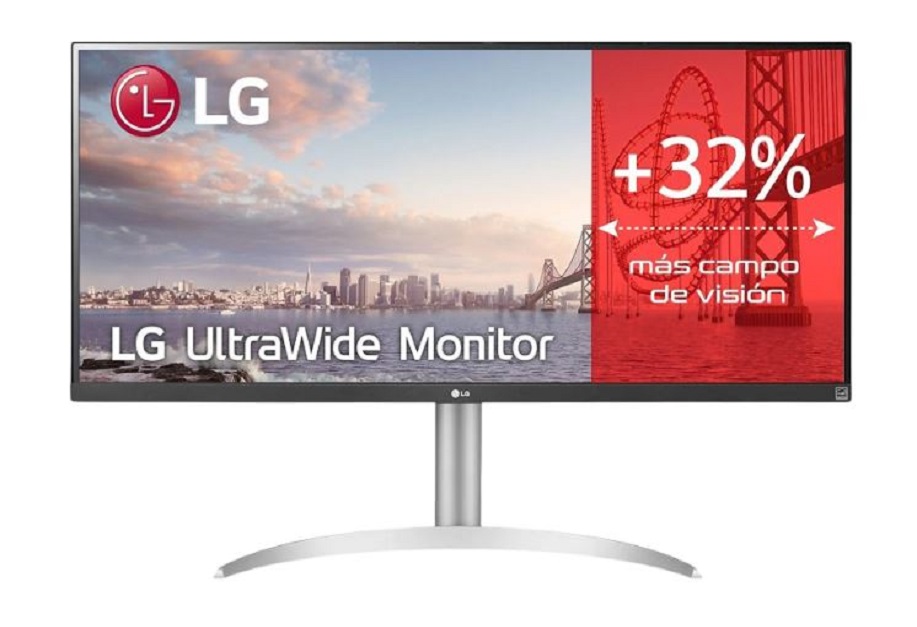 LG
+32%
más campo
de visión
LG UltraWide Monitor
LG